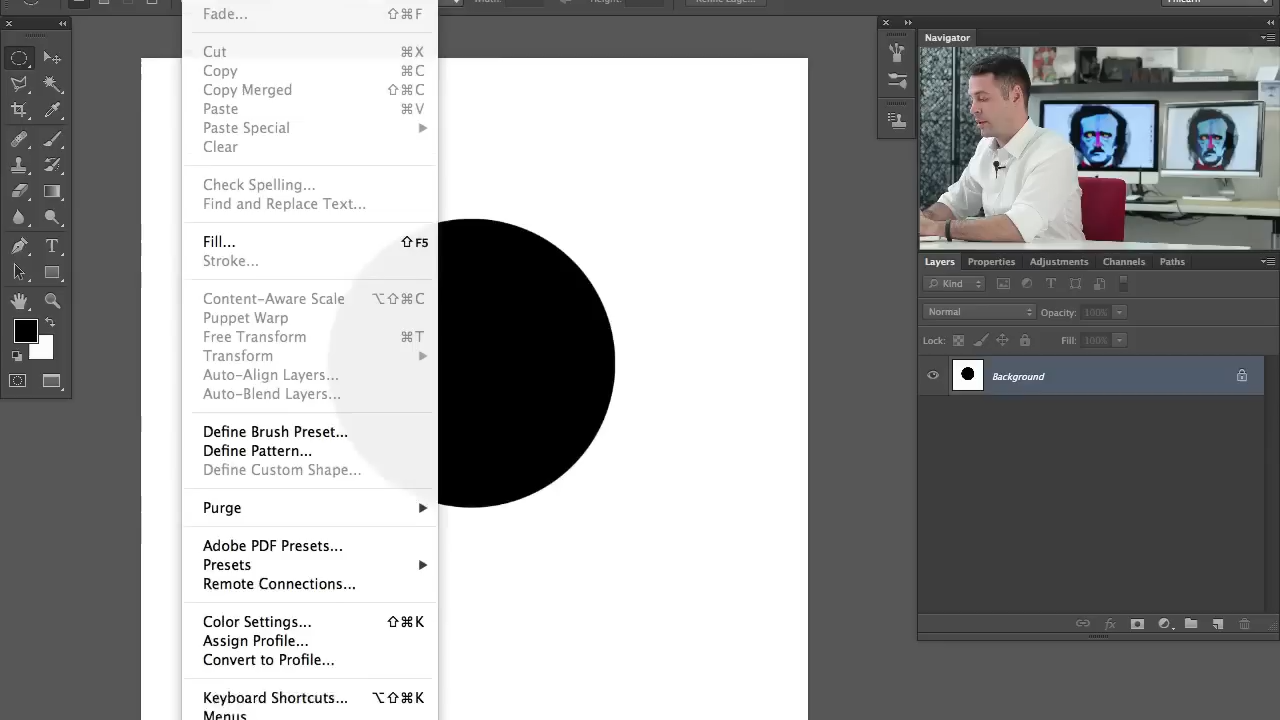 Fade... ⇧⌘F
Cut ⌘X
Copy ⌘C
Copy Merged ⇧⌘C
Paste ⌘V
Paste Special ▶
Clear
Check Spelling...
Find and Replace Text...
Fill... ⇧F5
Stroke...
Content-Aware Scale ⌥⇧⌘C
Puppet Warp
Free Transform ⌘T
Transform ▶
Auto-Align Layers...
Auto-Blend Layers...
Define Brush Preset...
Define Pattern...
Define Custom Shape...
Purge ▶
Adobe PDF Presets...
Presets ▶
Remote Connections...
Color Settings... ⇧⌘K
Assign Profile...
Convert to Profile...
Keyboard Shortcuts... ⌥⇧⌘K
Menus
Navigator
Layers Properties Adjustments Channels Paths
Kind
Normal Opacity: 100%
Lock: Fill: 100%
Background